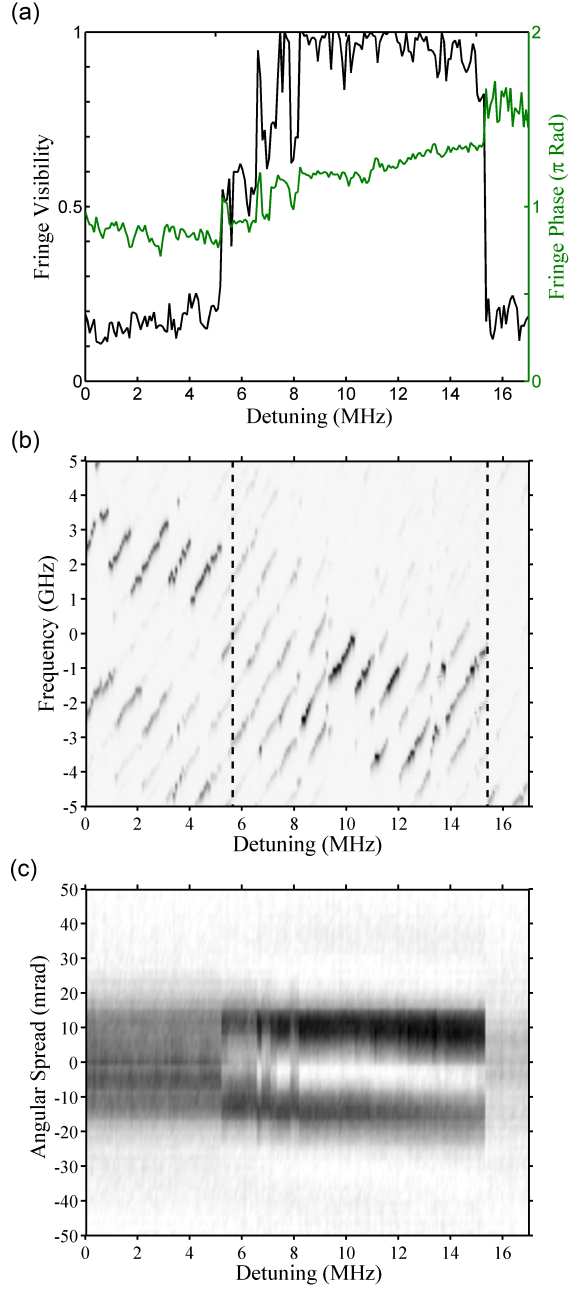 (a)
1
0.5
0
Fringe Visibility
2
1
0
Fringe Phase (π Rad)
0 2 4 6 8 10 12 14 16
Detuning (MHz)
(b)
5
4
3
2
1
0
-1
-2
-3
-4
-5
Frequency (GHz)
0 2 4 6 8 10 12 14 16
Detuning (MHz)
(c)
50
40
30
20
10
0
-10
-20
-30
-40
-50
Angular Spread (mrad)
0 2 4 6 8 10 12 14 16
Detuning (MHz)